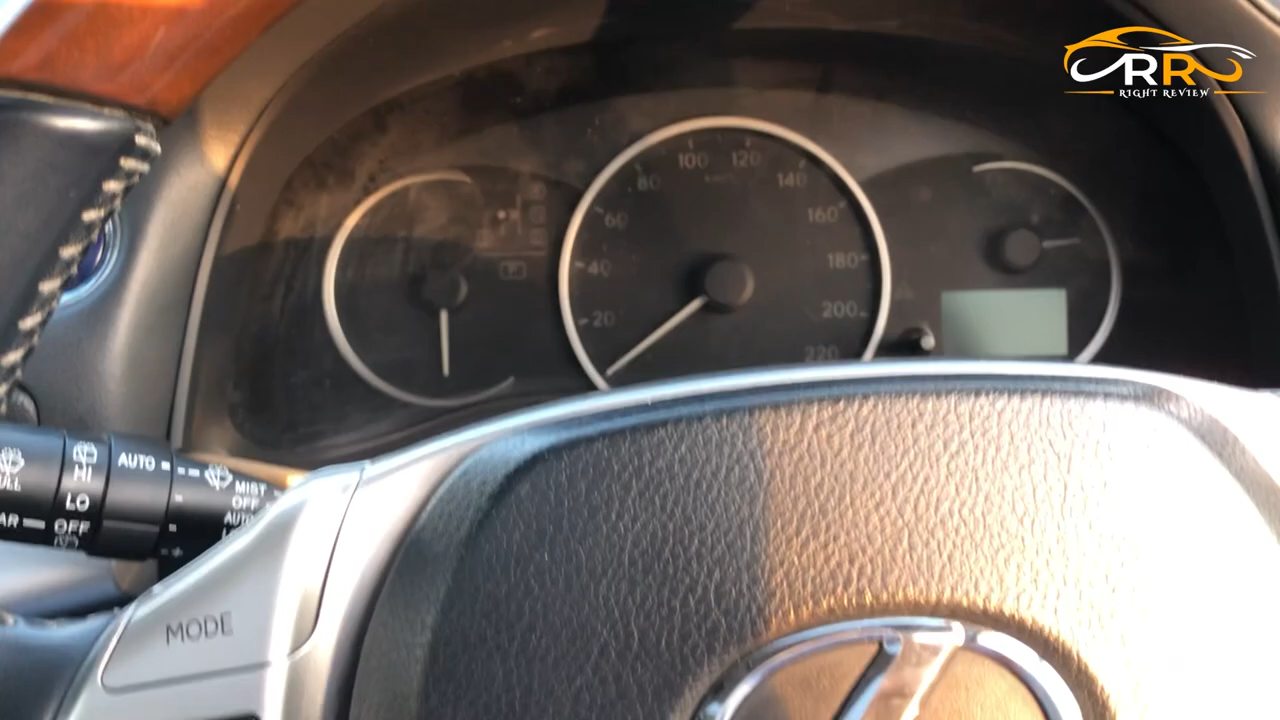 RR
RIGHT REVIEW
100 120
80 140
60 160
40 180
20 200
220
P
AUTO
HI
MIST
LO
OFF
OFF
AUTO
MODE